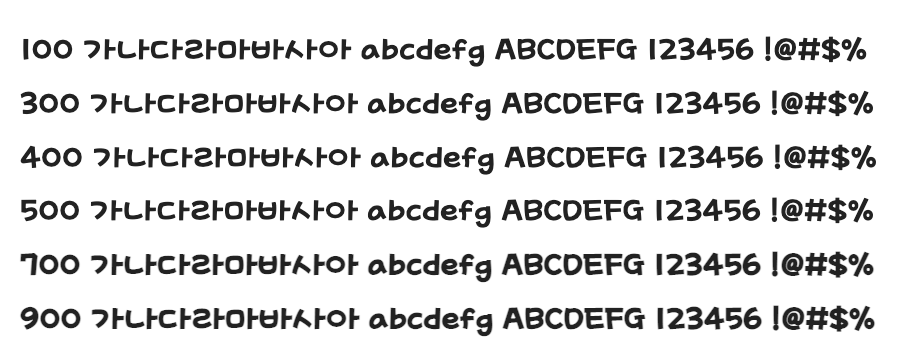 100 가나다라마바사아 abcdefg ABCDEFG 123456 !@#$%
300 가나다라마바사아 abcdefg ABCDEFG 123456 !@#$%
400 가나다라마바사아 abcdefg ABCDEFG 123456 !@#$%
500 가나다라마바사아 abcdefg ABCDEFG 123456 !@#$%
700 가나다라마바사아 abcdefg ABCDEFG 123456 !@#$%
900 가나다라마바사아 abcdefg ABCDEFG 123456 !@#$%